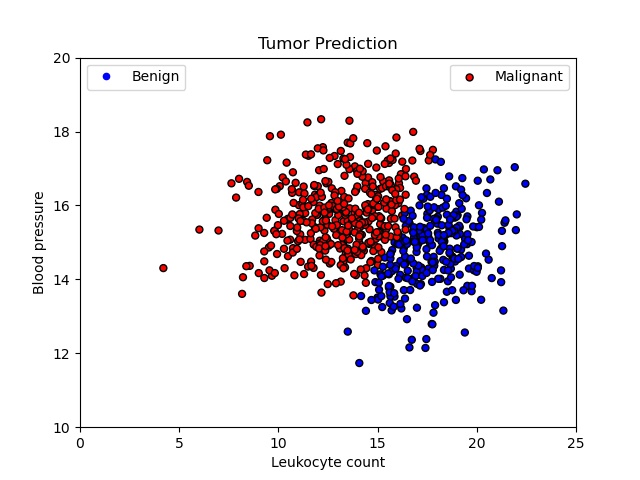 Tumor Prediction
Benign
Malignant
20
18
16
14
12
10
Blood pressure
0 5 10 15 20 25
Leukocyte count